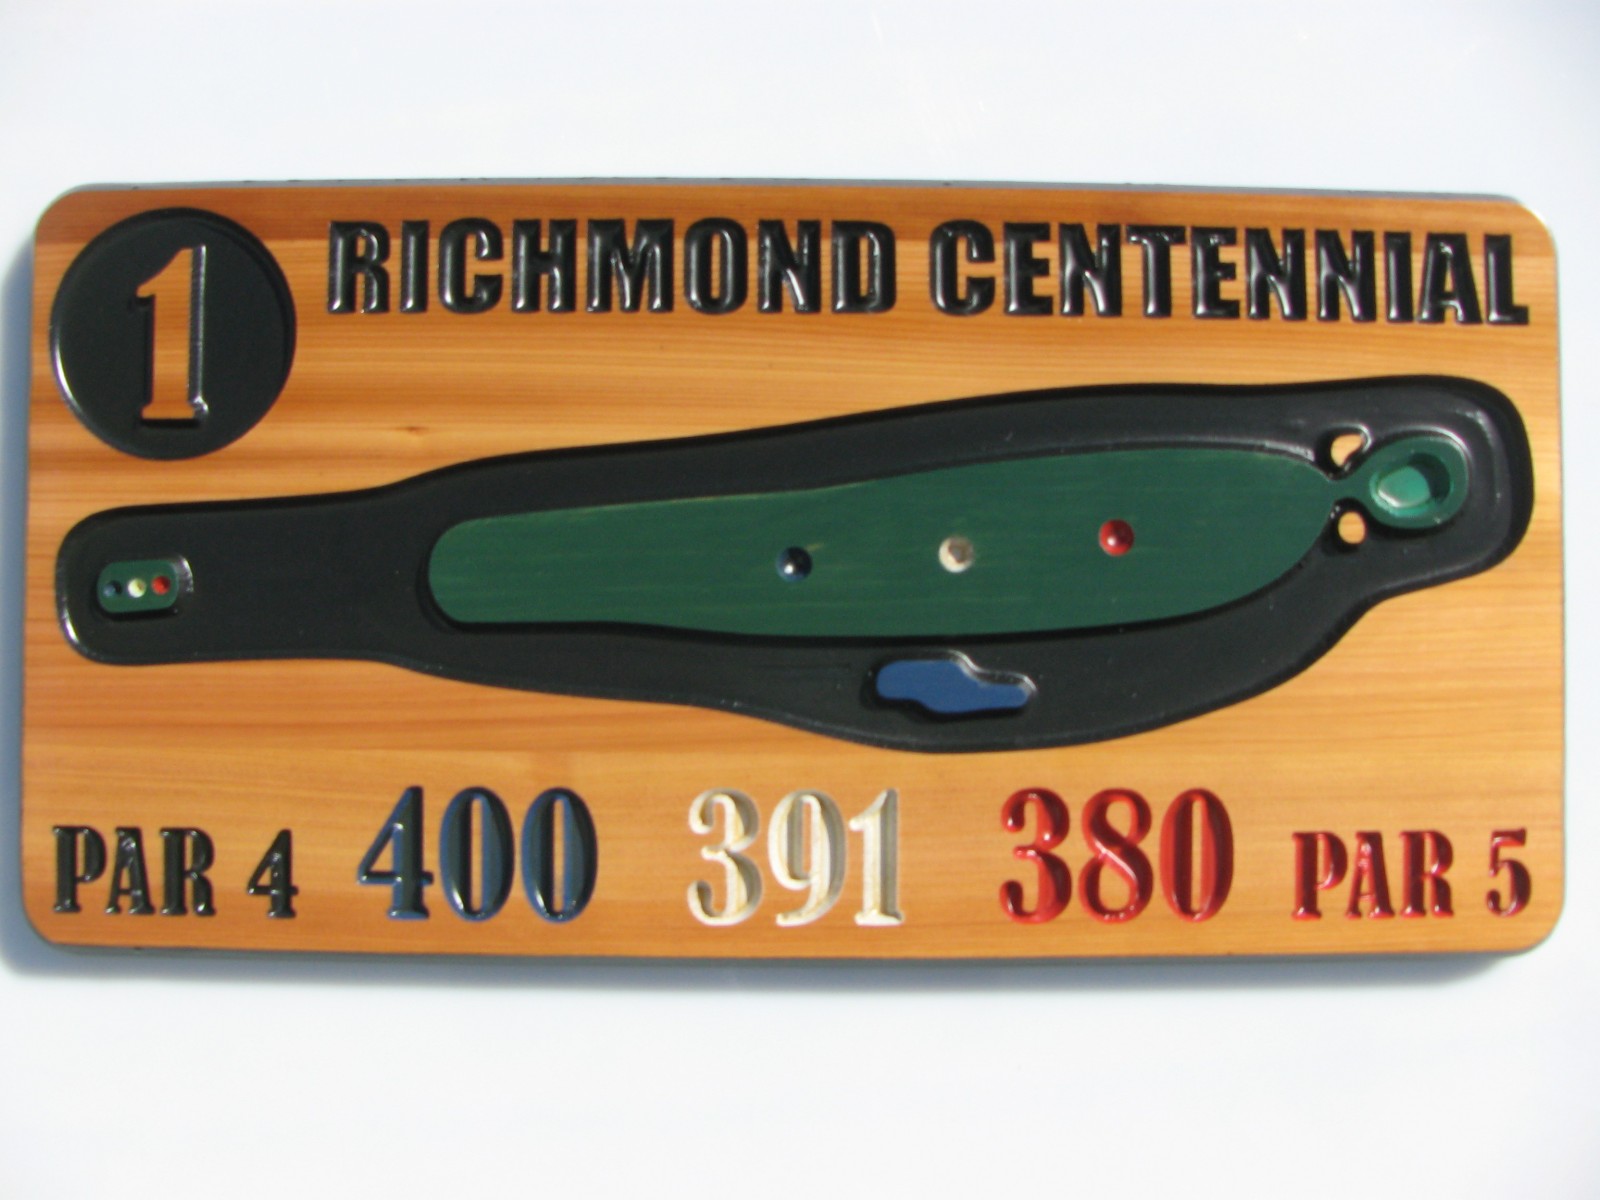 1 RICHMOND CENTENNIAL
PAR 4 400 391 380 PAR 5